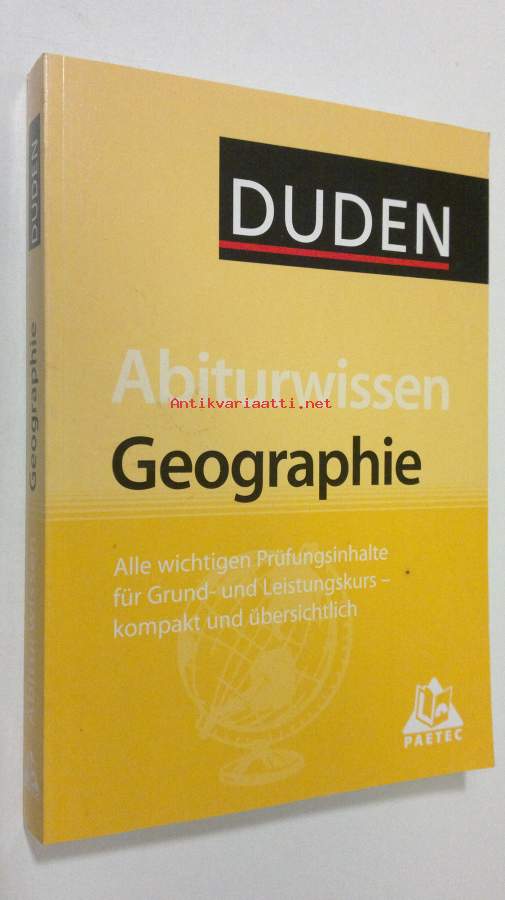 DUDEN
Abiturwissen
Antikvariaatti.net
Geographie
Alle wichtigen Prüfungsinhalte
für Grund- und Leistungskurs –
kompakt und übersichtlich
PAETEC
DUDEN
Geographie
Abiturwissen